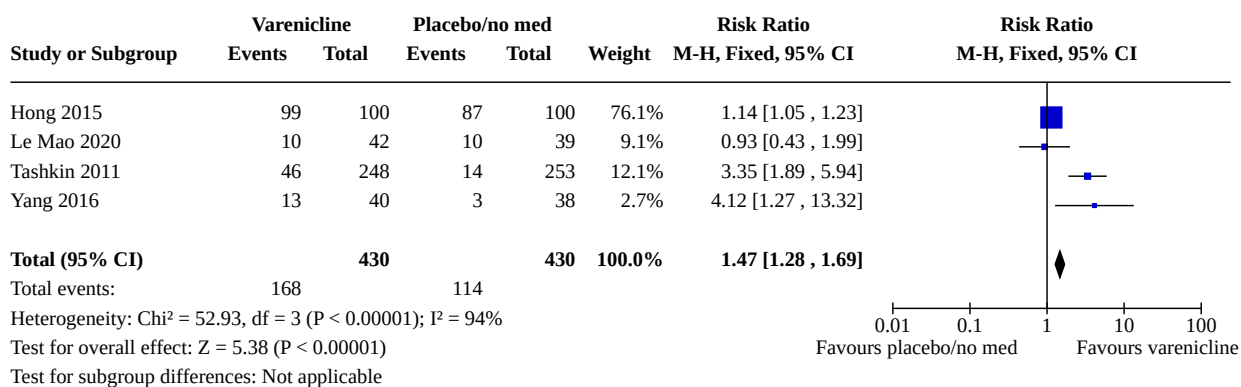 Varenicline Placebo/no med Risk Ratio Risk Ratio
Study or Subgroup Events Total Events Total Weight M-H, Fixed, 95% CI M-H, Fixed, 95% CI
Hong 2015 99 100 87 100 76.1% 1.14 [1.05 , 1.23]
Le Mao 2020 10 42 10 39 9.1% 0.93 [0.43 , 1.99]
Tashkin 2011 46 248 14 253 12.1% 3.35 [1.89 , 5.94]
Yang 2016 13 40 3 38 2.7% 4.12 [1.27 , 13.32]
Total (95% CI) 430 430 100.0% 1.47 [1.28 , 1.69]
Total events: 168 114
Heterogeneity: Chi² = 52.93, df = 3 (P < 0.00001); I² = 94%
0.01 0.1 1 10 100
Test for overall effect: Z = 5.38 (P < 0.00001)
Favours placebo/no med Favours varenicline
Test for subgroup differences: Not applicable